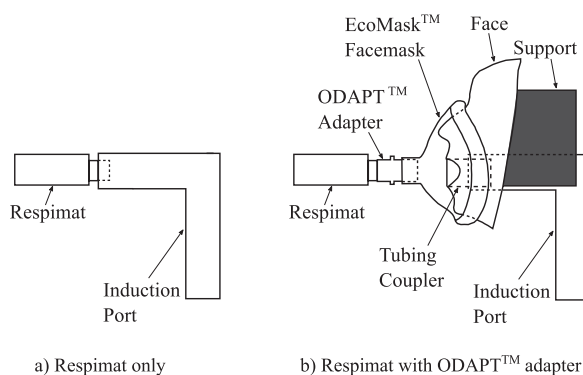 EcoMask™
Facemask
Face
Support
ODAPT™
Adapter
Respimat
Respimat
Tubing
Coupler
Induction
Port
Induction
Port
a) Respimat only
b) Respimat with ODAPT™ adapter